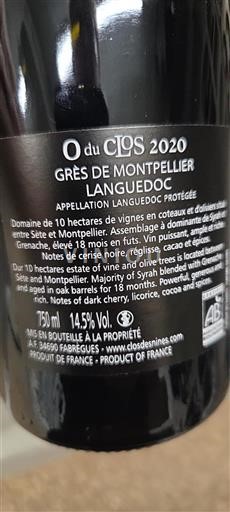 O du CLOS 2020
GRÈS DE MONTPELLIER
LANGUEDOC
APPELLATION LANGUEDOC PROTÉGÉE
Domaine de 10 hectares de vignes en coteaux et d'oliviers situé
entre Sète et Montpellier. Assemblage à dominante de Syrah et
Grenache, élevé 18 mois en futs. Vin puissant, ample et riche.
Notes de cerise noire, réglisse, cacao et épices.
Our 10 hectares estate of vine and olive trees is located between
Sète and Montpellier. Majority of Syrah blended with Grenache
and aged in oak barrels for 18 months. Powerful, generous and
rich. Notes of dark cherry, licorice, cocoa and spices.
750 ml 14.5% Vol.
MIS EN BOUTEILLE À LA PROPRIÉTÉ
A.F. 34690 FABRÈGUES - www.closdesnines.com
PRODUIT DE FRANCE - PRODUCT OF FRANCE
AB